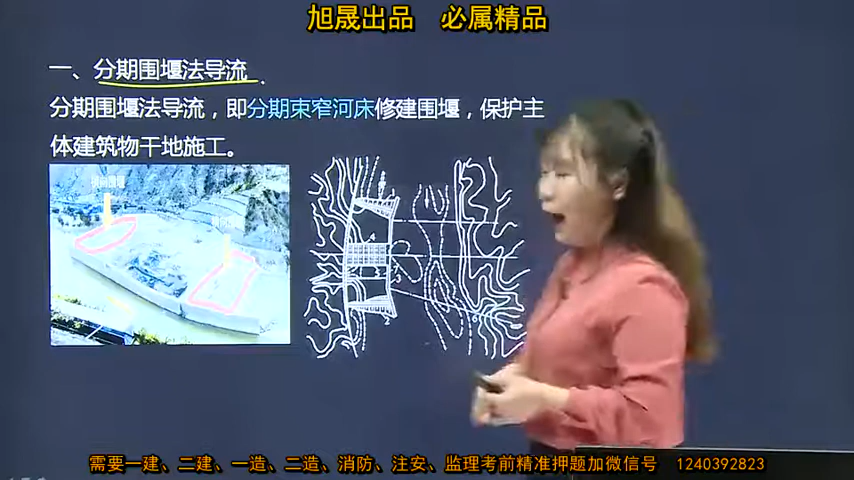 旭晟出品 必属精品
一、分期围堰法导流
分期围堰法导流，即分期束窄河床修建围堰，保护主
体建筑物干地施工。
4
2
需要一建、二建、一造、二造、消防、注安、监理考前精准押题加微信号 1240392823